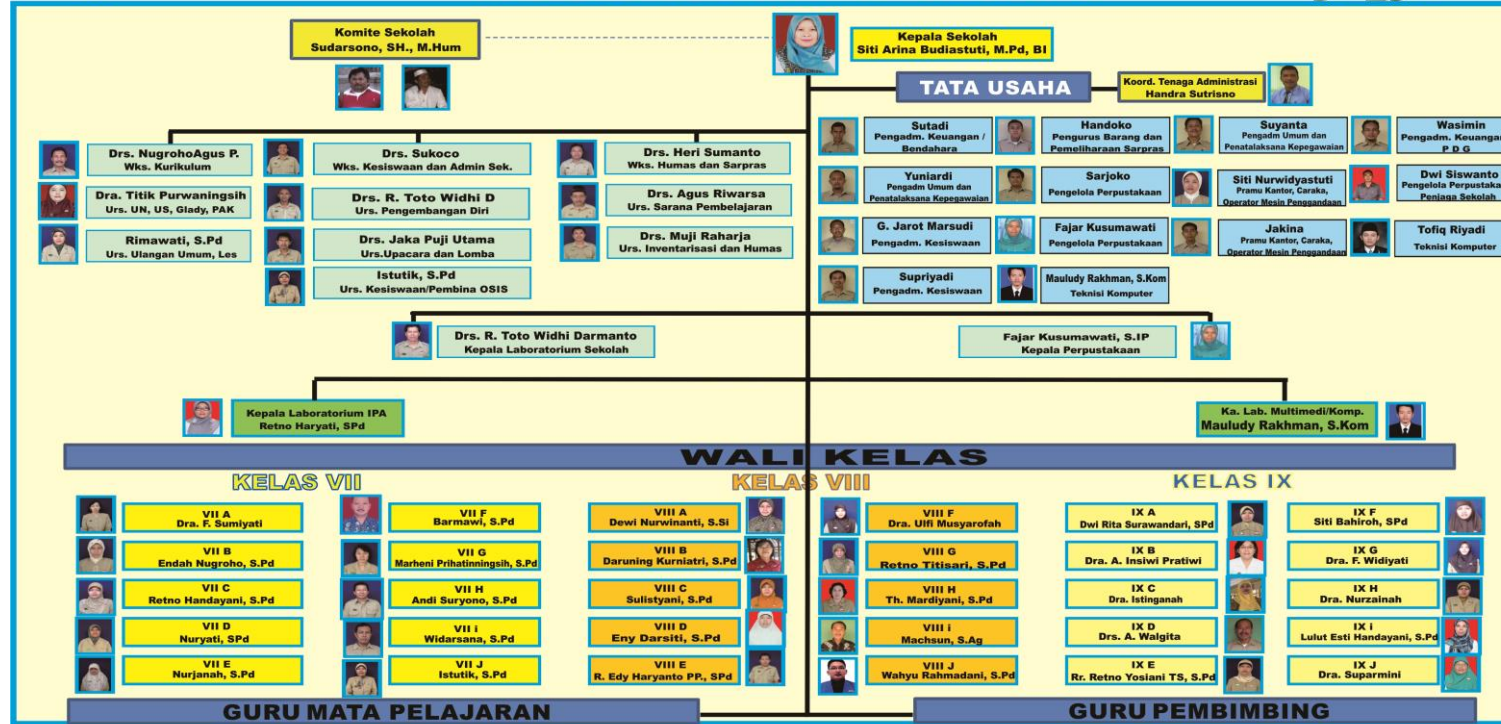 Komite Sekolah
Sudarsono, SH., M.Hum
Kepala Sekolah
Siti Arina Budiastuti, M.Pd, BI
TATA USAHA
Koord. Tenaga Administrasi
Handra Sutrisno
Drs. NugrohoAgus P.
Wks. Kurikulum
Dra. Titik Purwaningsih
Urs. UN, US, Glady, PAK
Rimawati, S.Pd
Urs. Ulangan Umum, Les
Drs. Sukoco
Wks. Kesiswaan dan Admin Sek.
Drs. R. Toto Widhi D
Urs. Pengembangan Diri
Drs. Jaka Puji Utama
Urs.Upacara dan Lomba
Istutik, S.Pd
Urs. Kesiswaan/Pembina OSIS
Drs. Heri Sumanto
Wks. Humas dan Sarpras
Drs. Agus Riwarsa
Urs. Sarana Pembelajaran
Drs. Muji Raharja
Urs. Inventarisasi dan Humas
Sutadi
Pengadm. Keuangan /
Bendahara
Handoko
Pengurus Barang dan
Pemeliharaan Sarpras
Suyanta
Pengadm Umum dan
Penatalaksana Kepegawaian
Wasimin
Pengadm. Keuangan
P D G
Yuniardi
Pengadm Umum dan
Penatalaksana Kepegawaian
Sarjoko
Pengelola Perpustakaan
Siti Nurwidyastuti
Pramu Kantor, Caraka,
Operator Mesin Penggandaan
Dwi Siswanto
Pengelola Perpustaka
Penjaga Sekolah
G. Jarot Marsudi
Pengadm. Kesiswaan
Fajar Kusumawati
Pengelola Perpustakaan
Jakina
Pramu Kantor, Caraka,
Operator Mesin Penggandaan
Tofiq Riyadi
Teknisi Komputer
Supriyadi
Pengadm. Kesiswaan
Mauludy Rakhman, S.Kom
Teknisi Komputer
Drs. R. Toto Widhi Darmanto
Kepala Laboratorium Sekolah
Fajar Kusumawati, S.IP
Kepala Perpustakaan
Kepala Laboratorium IPA
Retno Haryati, SPd
Ka. Lab. Multimedi/Komp.
Mauludy Rakhman, S.Kom
WALI KELAS
KELAS VII
KELAS VIII
KELAS IX
VII A
Dra. F. Sumiyati
VII B
Endah Nugroho, S.Pd
VII C
Retno Handayani, S.Pd
VII D
Nuryati, SPd
VII E
Nurjanah, S.Pd
VII F
Barmawi, S.Pd
VII G
Marheni Prihatinningsih, S.Pd
VII H
Andi Suryono, S.Pd
VII i
Widarsana, S.Pd
VII J
Istutik, S.Pd
VIII A
Dewi Nurwinanti, S.Si
VIII B
Daruning Kurniatri, S.Pd
VIII C
Sulistyani, S.Pd
VIII D
Eny Darsiti, S.Pd
VIII E
R. Edy Haryanto PP., SPd
VIII F
Dra. Ulfi Musyarofah
VIII G
Retno Titisari, S.Pd
VIII H
Th. Mardiyani, S.Pd
VIII i
Machsun, S.Ag
VIII J
Wahyu Rahmadani, S.Pd
IX A
Dwi Rita Surawandari, SPd
IX B
Dra. A. Insiwi Pratiwi
IX C
Dra. Istinganah
IX D
Drs. A. Walgita
IX E
Rr. Retno Yosiani TS, S.Pd
IX F
Siti Bahiroh, SPd
IX G
Dra. F. Widiyati
IX H
Dra. Nurzainah
IX i
Lulut Esti Handayani, S.Pd
IX J
Dra. Suparmini
GURU MATA PELAJARAN
GURU PEMBIMBING